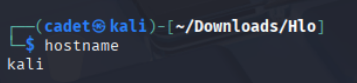 ┌──(cadet㉿kali)-[~/Downloads/Hlo]
└─$ hostname
kali